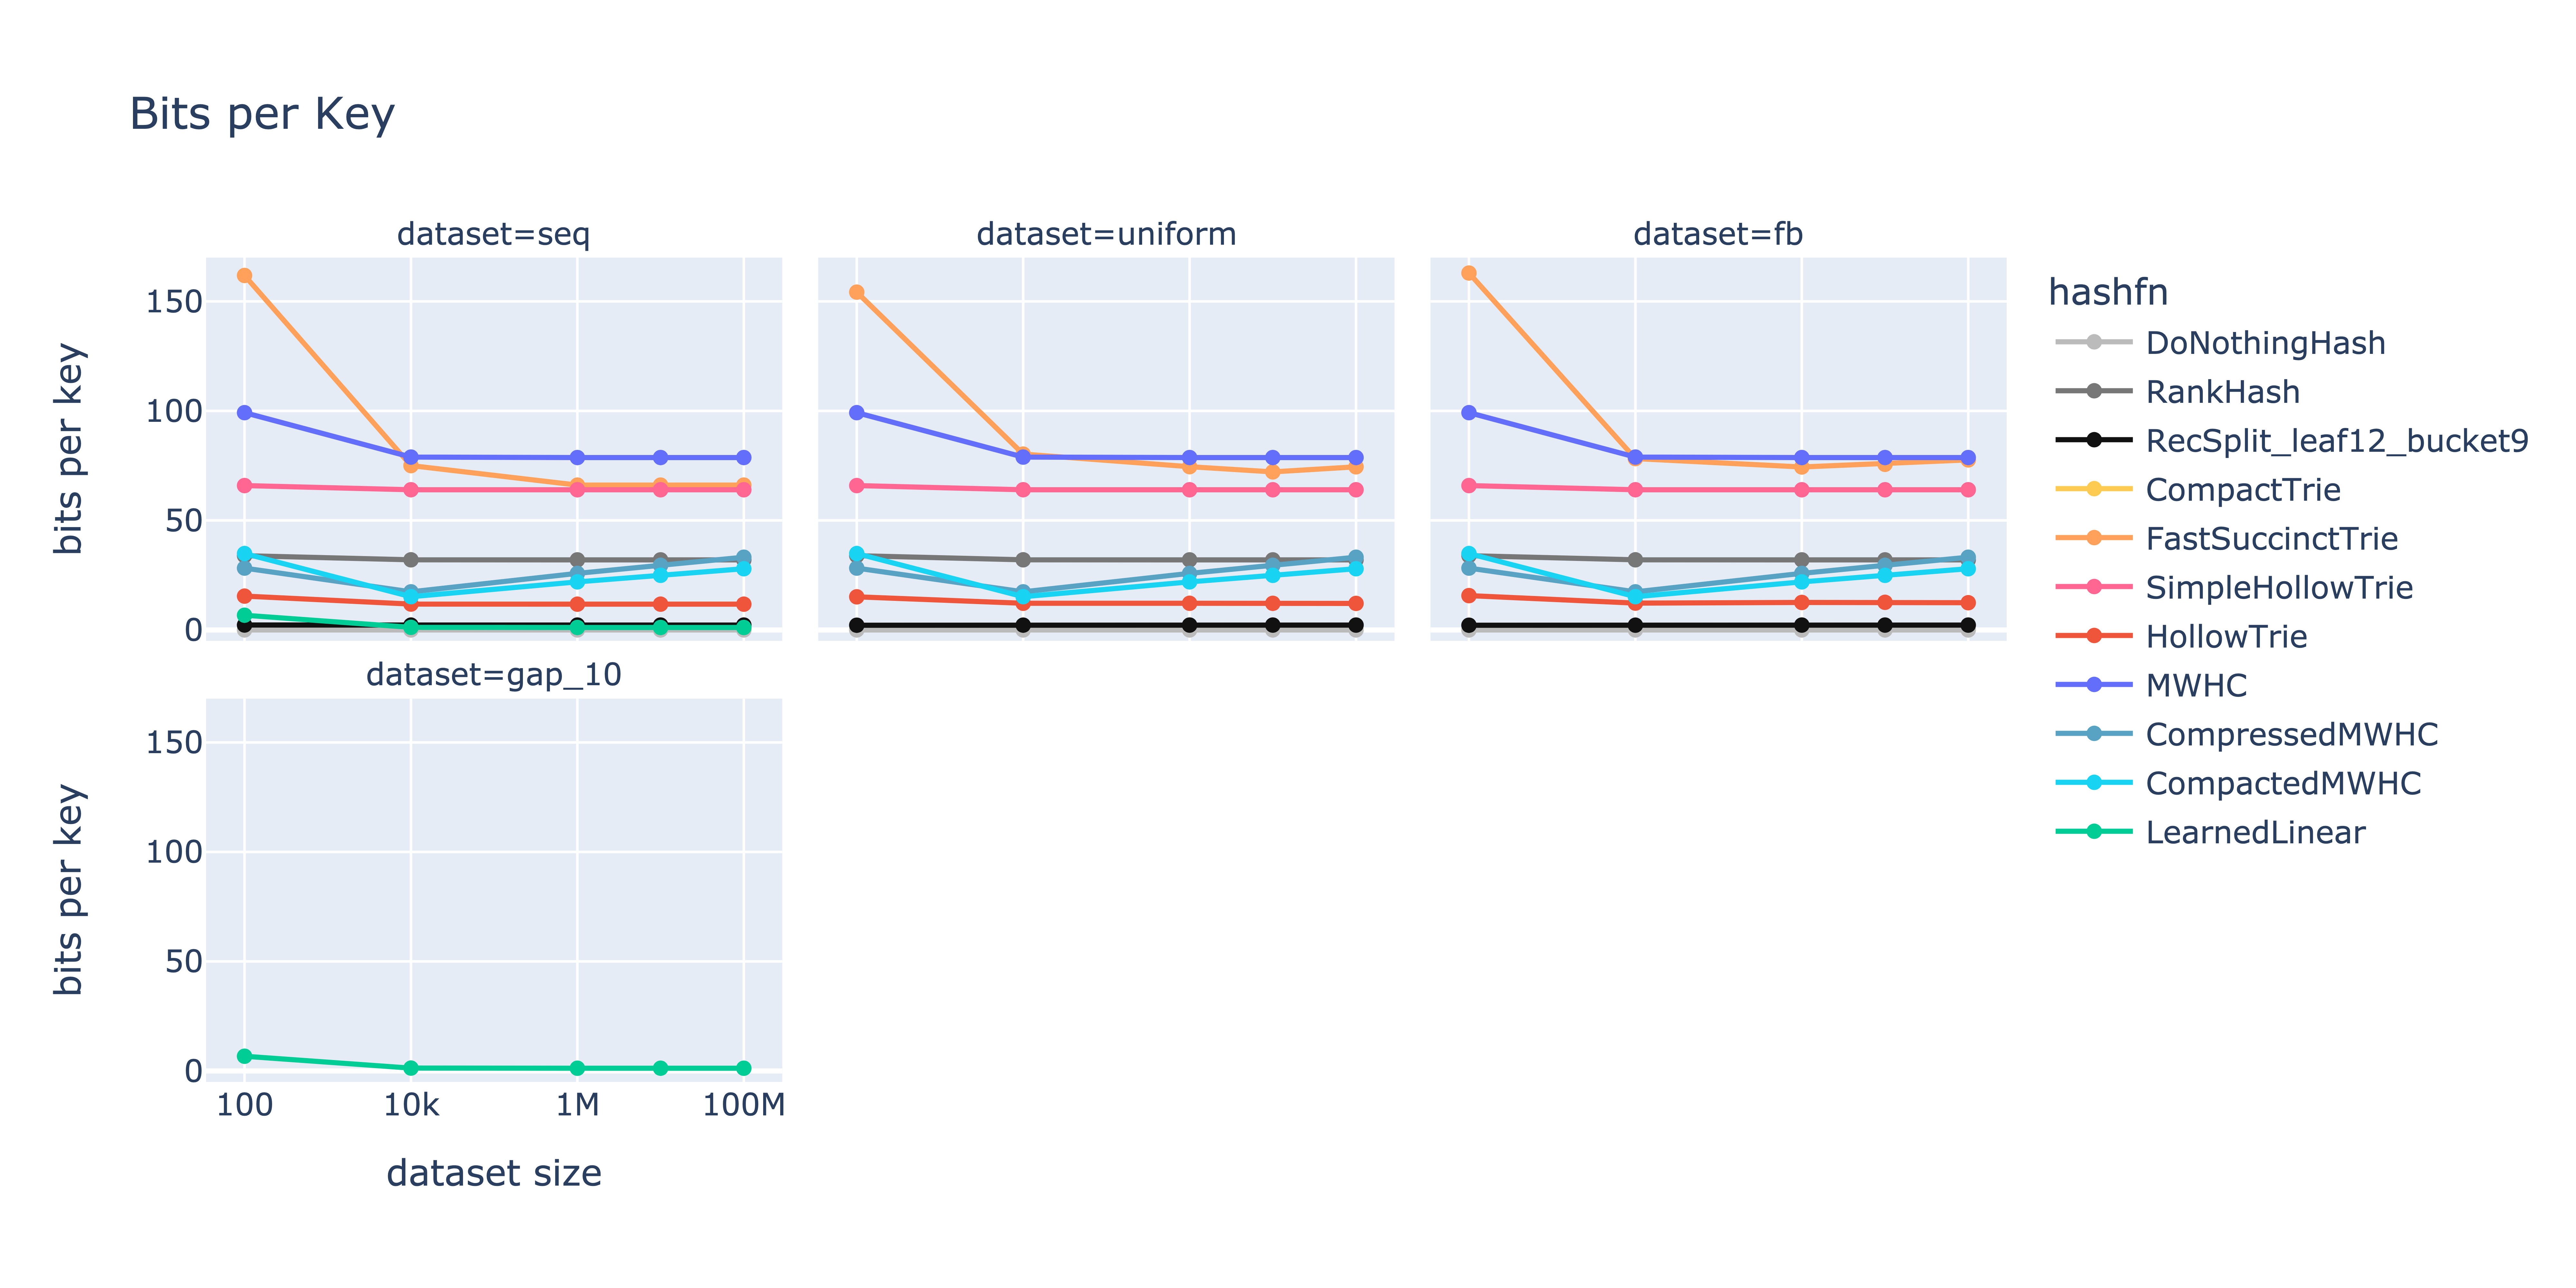 Bits per Key
dataset=seq
dataset=uniform
dataset=fb
bits per key
150
100
50
0
dataset=gap_10
bits per key
150
100
50
0
100
10k
1M
100M
dataset size
hashfn
DoNothingHash
RankHash
RecSplit_leaf12_bucket9
CompactTrie
FastSuccinctTrie
SimpleHollowTrie
HollowTrie
MWHC
CompressedMWHC
CompactedMWHC
LearnedLinear